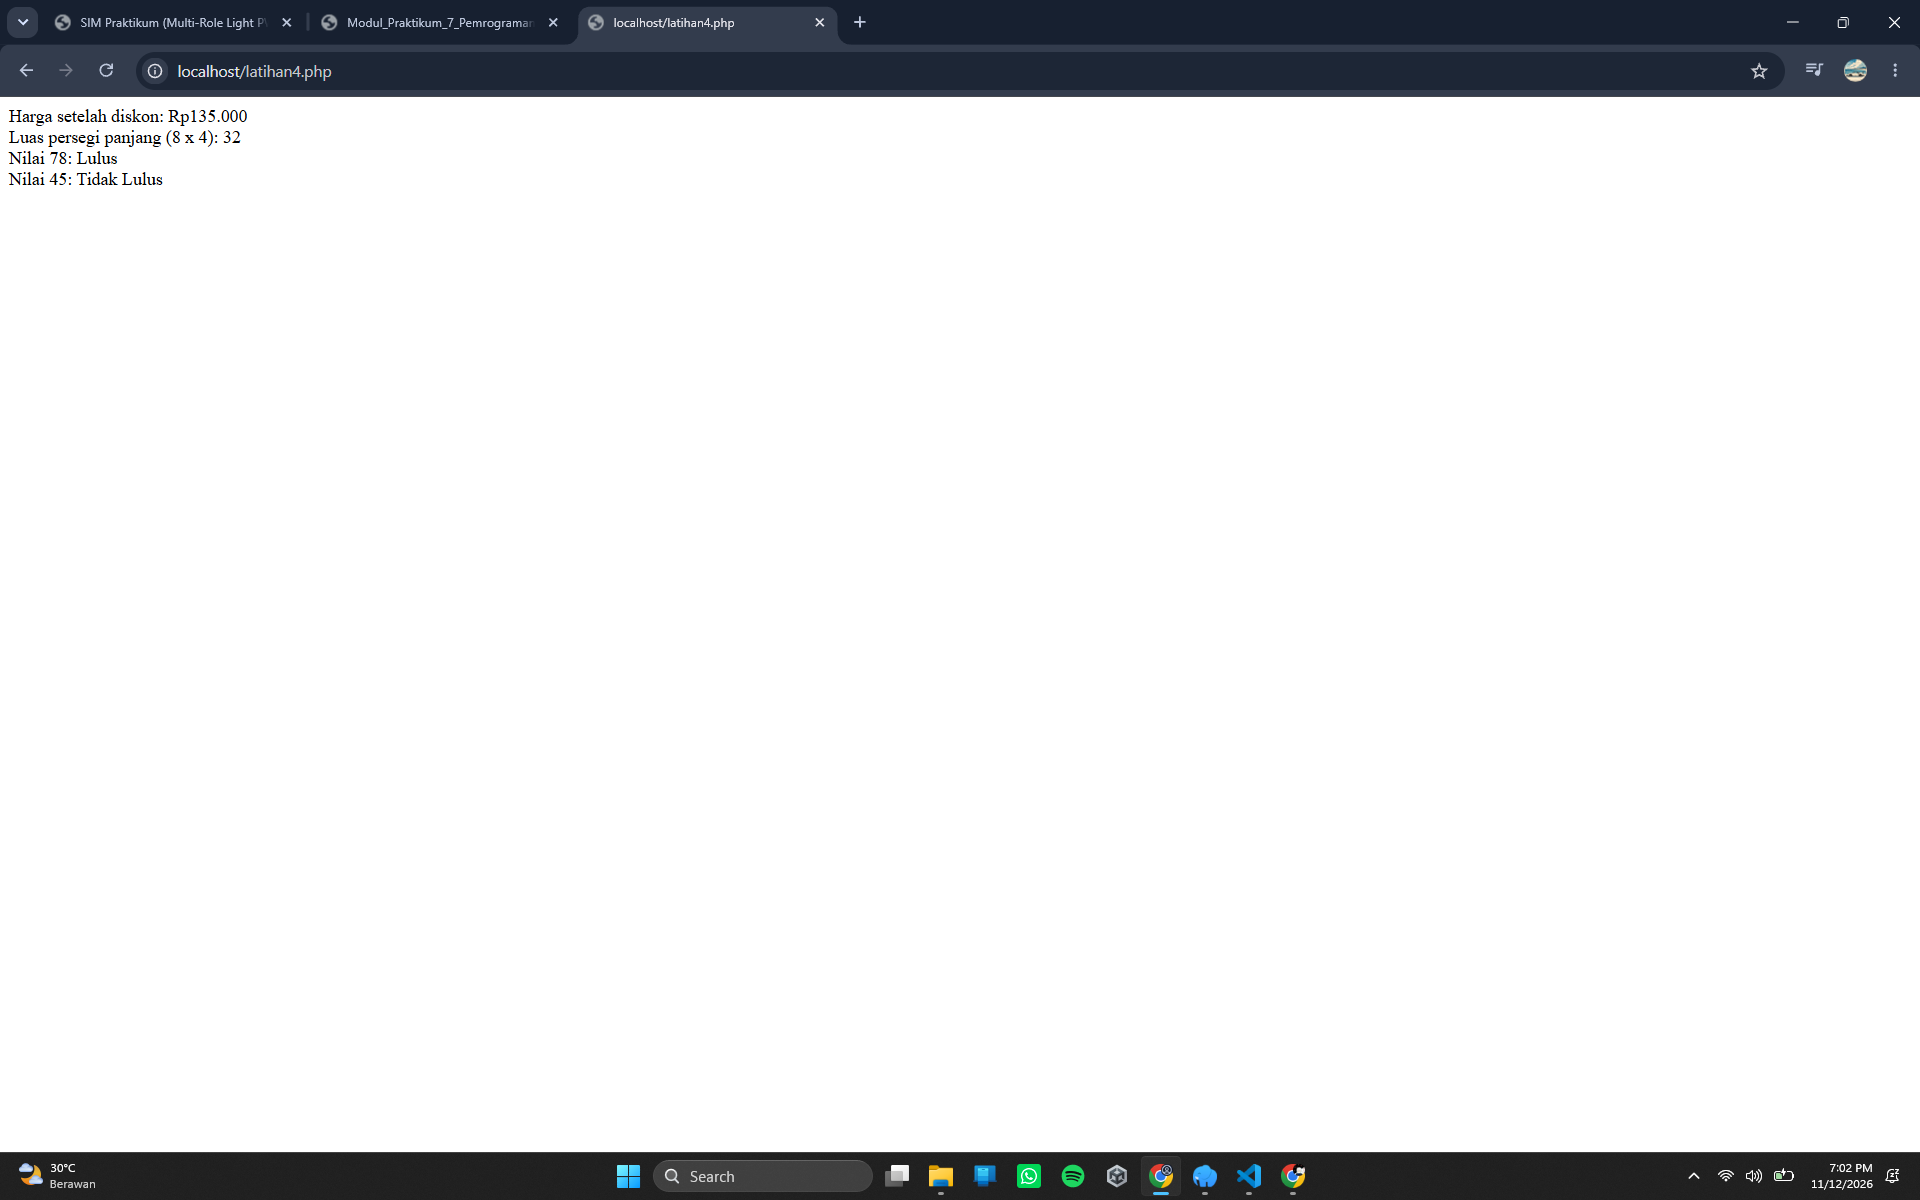 SIM Praktikum (Multi-Role Light
Modul_Praktikum_7_Pemrograman
localhost/latihan4.php
localhost/latihan4.php
Harga setelah diskon: Rp135.000
Luas persegi panjang (8 x 4): 32
Nilai 78: Lulus
Nilai 45: Tidak Lulus
30°C
Berawan
Search
7:02 PM
11/12/2026